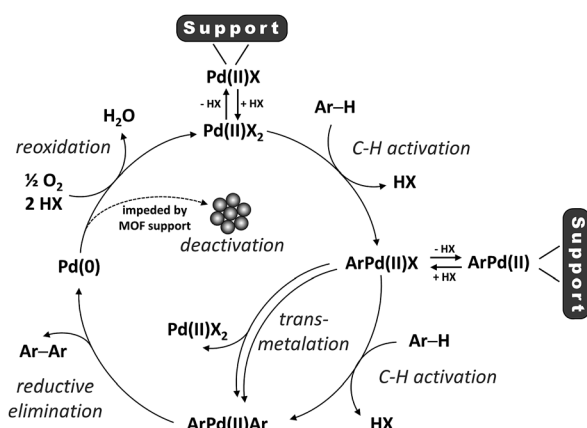 Support
Pd(II)X
- HX
+ HX
Pd(II)X₂
H₂O
reoxidation
½ O₂
2 HX
Ar–H
C-H activation
HX
impeded by
MOF support
deactivation
Pd(0)
ArPd(II)X
- HX
+ HX
ArPd(II)
Support
Pd(II)X₂
trans-
metalation
Ar–H
C-H activation
HX
Ar–Ar
reductive
elimination
ArPd(II)Ar